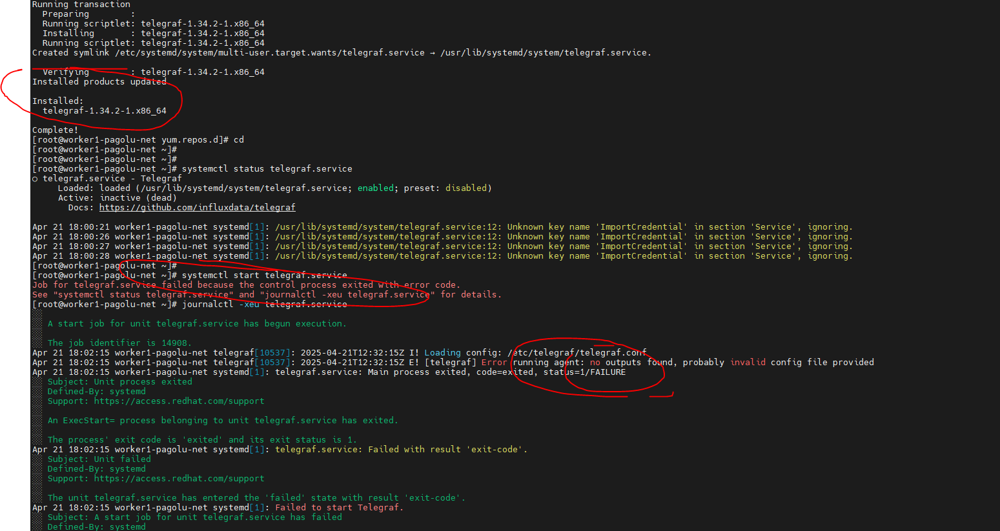 Running transaction
  Preparing        :
  Running scriptlet: telegraf-1.34.2-1.x86_64
  Installing       : telegraf-1.34.2-1.x86_64
  Running scriptlet: telegraf-1.34.2-1.x86_64
Created symlink /etc/systemd/system/multi-user.target.wants/telegraf.service → /usr/lib/systemd/system/telegraf.service.
  Verifying        : telegraf-1.34.2-1.x86_64
Installed products updated.
Installed:
  telegraf-1.34.2-1.x86_64
Complete!
[root@worker1-pagolu-net yum.repos.d]# cd
[root@worker1-pagolu-net ~]#
[root@worker1-pagolu-net ~]#
[root@worker1-pagolu-net ~]# systemctl status telegraf.service
○ telegraf.service - Telegraf
     Loaded: loaded (/usr/lib/systemd/system/telegraf.service; enabled; preset: disabled)
     Active: inactive (dead)
       Docs: https://github.com/influxdata/telegraf
Apr 21 18:00:21 worker1-pagolu-net systemd[1]: /usr/lib/systemd/system/telegraf.service:12: Unknown key name 'ImportCredential' in section 'Service', ignoring.
Apr 21 18:00:26 worker1-pagolu-net systemd[1]: /usr/lib/systemd/system/telegraf.service:12: Unknown key name 'ImportCredential' in section 'Service', ignoring.
Apr 21 18:00:27 worker1-pagolu-net systemd[1]: /usr/lib/systemd/system/telegraf.service:12: Unknown key name 'ImportCredential' in section 'Service', ignoring.
Apr 21 18:00:28 worker1-pagolu-net systemd[1]: /usr/lib/systemd/system/telegraf.service:12: Unknown key name 'ImportCredential' in section 'Service', ignoring.
[root@worker1-pagolu-net ~]#
[root@worker1-pagolu-net ~]# systemctl start telegraf.service
Job for telegraf.service failed because the control process exited with error code.
See "systemctl status telegraf.service" and "journalctl -xeu telegraf.service" for details.
[root@worker1-pagolu-net ~]# journalctl -xeu telegraf.service
░░
░░ A start job for unit telegraf.service has begun execution.
░░
░░ The job identifier is 14908.
Apr 21 18:02:15 worker1-pagolu-net telegraf[10537]: 2025-04-21T12:32:15Z I! Loading config: /etc/telegraf/telegraf.conf
Apr 21 18:02:15 worker1-pagolu-net telegraf[10537]: 2025-04-21T12:32:15Z E! [telegraf] Error running agent: no outputs found, probably invalid config file provided
Apr 21 18:02:15 worker1-pagolu-net systemd[1]: telegraf.service: Main process exited, code=exited, status=1/FAILURE
░░ Subject: Unit process exited
░░ Defined-By: systemd
░░ Support: https://access.redhat.com/support
░░
░░ An ExecStart= process belonging to unit telegraf.service has exited.
░░
░░ The process' exit code is 'exited' and its exit status is 1.
Apr 21 18:02:15 worker1-pagolu-net systemd[1]: telegraf.service: Failed with result 'exit-code'.
░░ Subject: Unit failed
░░ Defined-By: systemd
░░ Support: https://access.redhat.com/support
░░
░░ The unit telegraf.service has entered the 'failed' state with result 'exit-code'.
Apr 21 18:02:15 worker1-pagolu-net systemd[1]: Failed to start Telegraf.
░░ Subject: A start job for unit telegraf.service has failed
░░ Defined-By: systemd